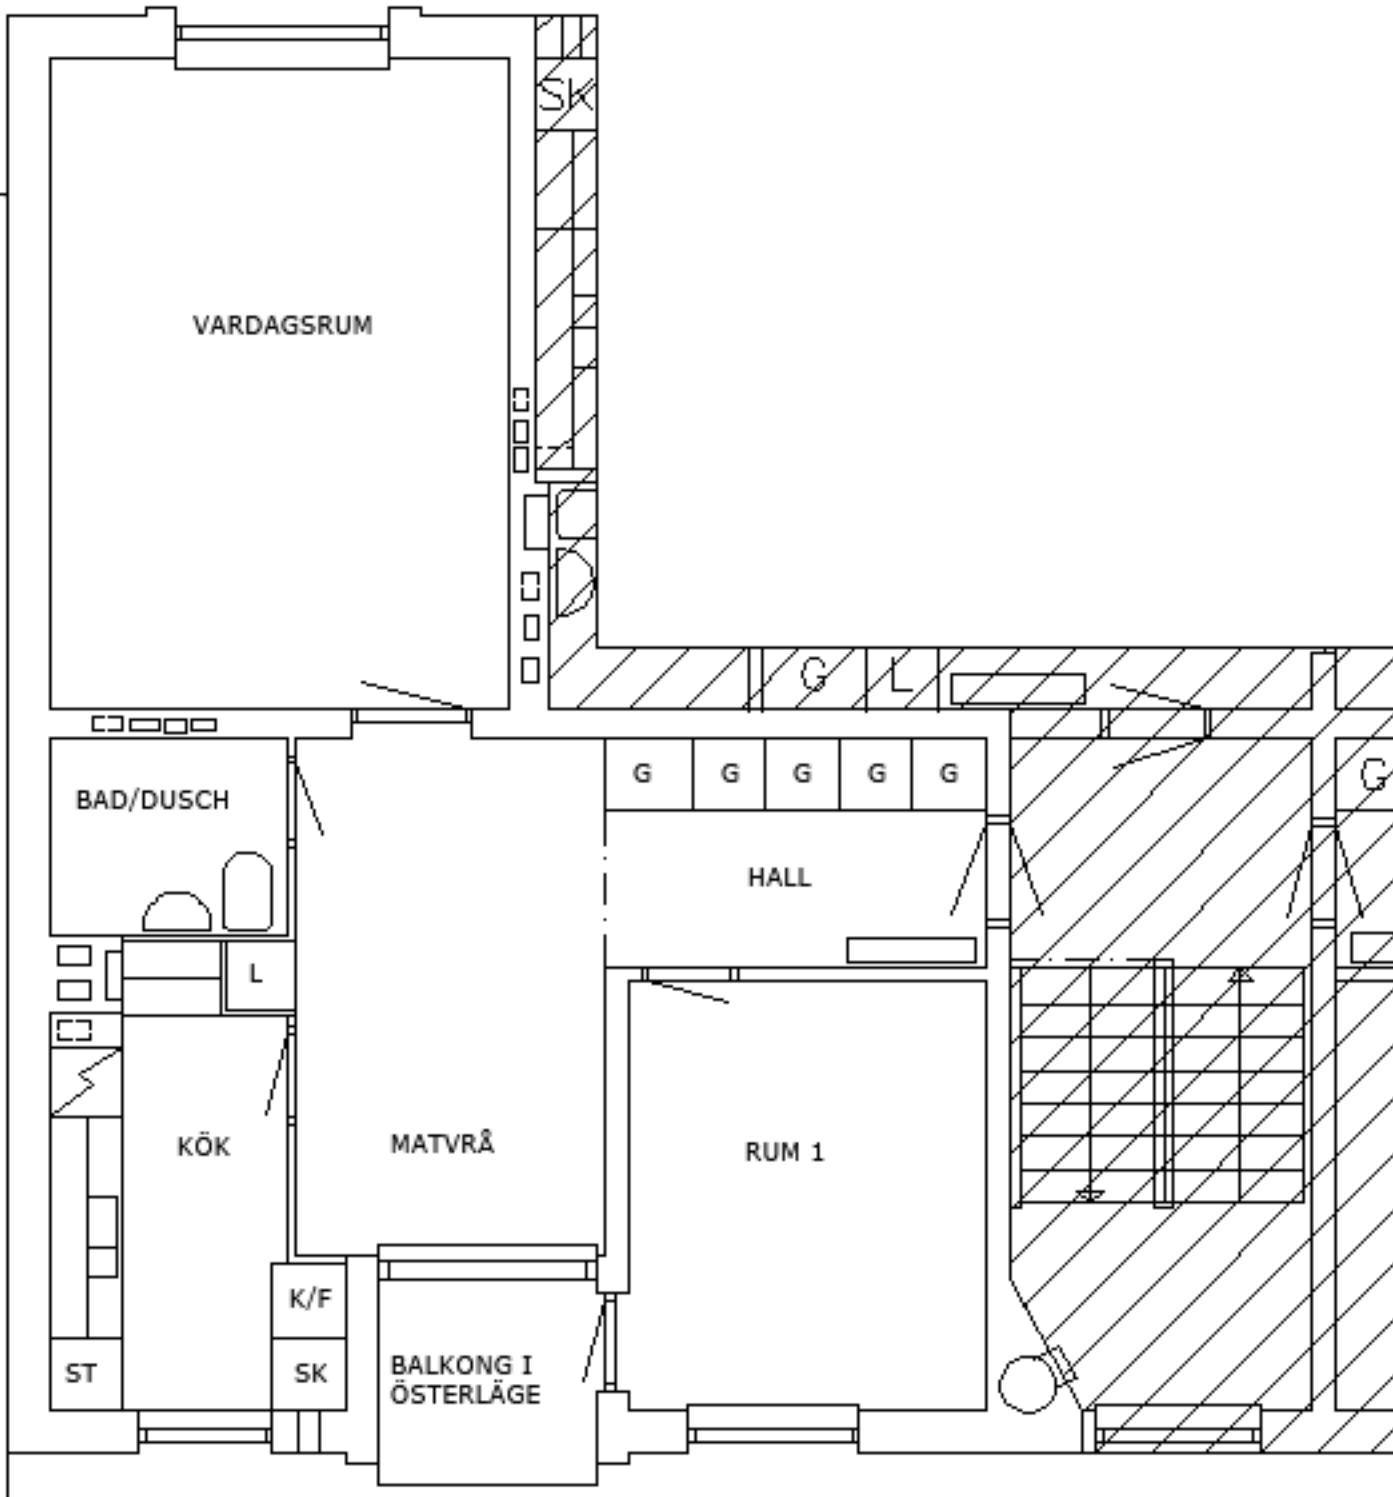 SK
VARDAGSRUM
G L
BAD/DUSCH
G G G G G
G
HALL
L
KÖK
MATVRÅ
RUM 1
K/F
ST
SK
BALKONG I
ÖSTERLÄGE